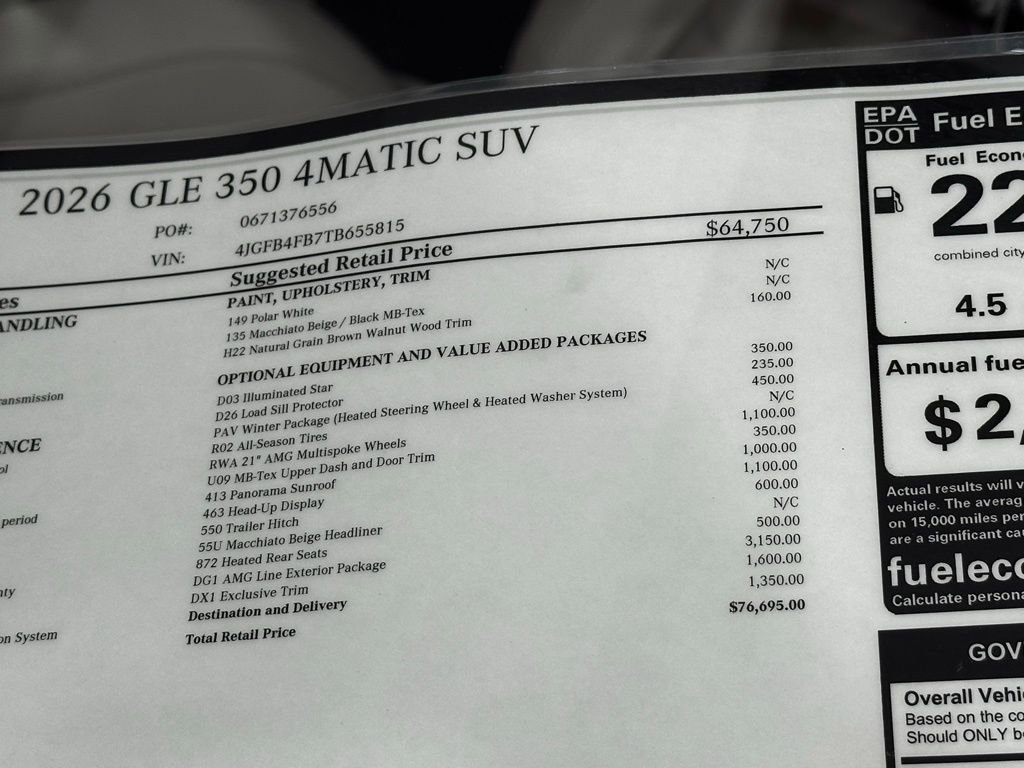 2026 GLE 350 4MATIC SUV
PO#: 0671376556
VIN: 4JGFB4FB7TB655815
es
Suggested Retail Price $64,750
ANDLING
PAINT, UPHOLSTERY, TRIM
149 Polar White N/C
135 Macchiato Beige / Black MB-Tex N/C
H22 Natural Grain Brown Walnut Wood Trim 160.00
OPTIONAL EQUIPMENT AND VALUE ADDED PACKAGES
ransmission
D03 Illuminated Star 350.00
D26 Load Sill Protector 235.00
PAV Winter Package (Heated Steering Wheel & Heated Washer System) 450.00
ENCE
R02 All-Season Tires N/C
ol
RWA 21" AMG Multispoke Wheels 1,100.00
U09 MB-Tex Upper Dash and Door Trim 350.00
413 Panorama Sunroof 1,000.00
period
463 Head-Up Display 1,100.00
550 Trailer Hitch 600.00
55U Macchiato Beige Headliner N/C
872 Heated Rear Seats 500.00
nty
DG1 AMG Line Exterior Package 3,150.00
DX1 Exclusive Trim 1,600.00
Destination and Delivery 1,350.00
on System
Total Retail Price $76,695.00
EPA
DOT
Fuel E
Fuel Econ
22
combined city
4.5
Annual fue
$2,
Actual results will v
vehicle. The averag
on 15,000 miles per
are a significant cau
fueleco
Calculate persona
GOV
Overall Vehi
Based on the co
Should ONLY b